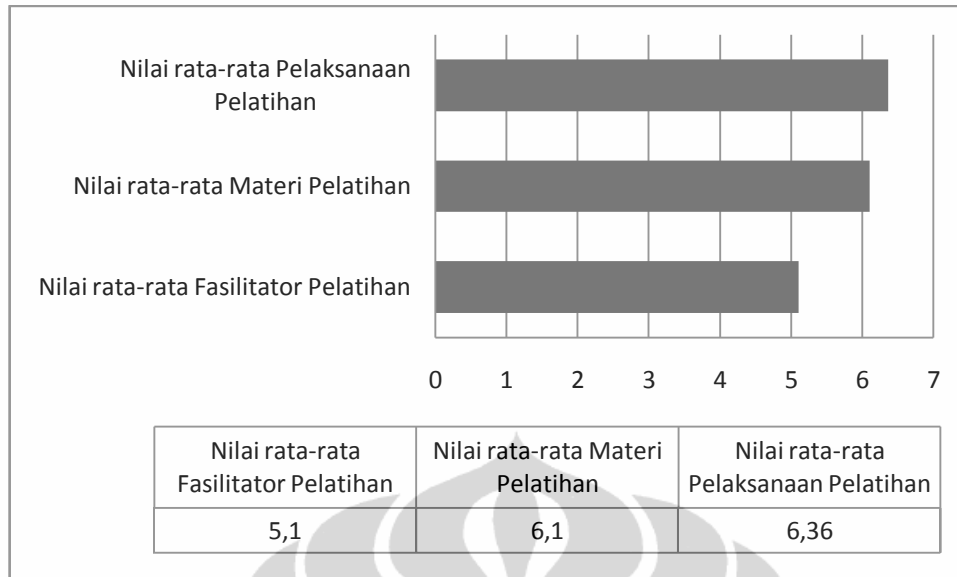 Nilai rata-rata Pelaksanaan
Pelatihan
Nilai rata-rata Materi Pelatihan
Nilai rata-rata Fasilitator Pelatihan
0 1 2 3 4 5 6 7
Nilai rata-rata Fasilitator Pelatihan
Nilai rata-rata Materi Pelatihan
Nilai rata-rata Pelaksanaan Pelatihan
5,1 6,1 6,36